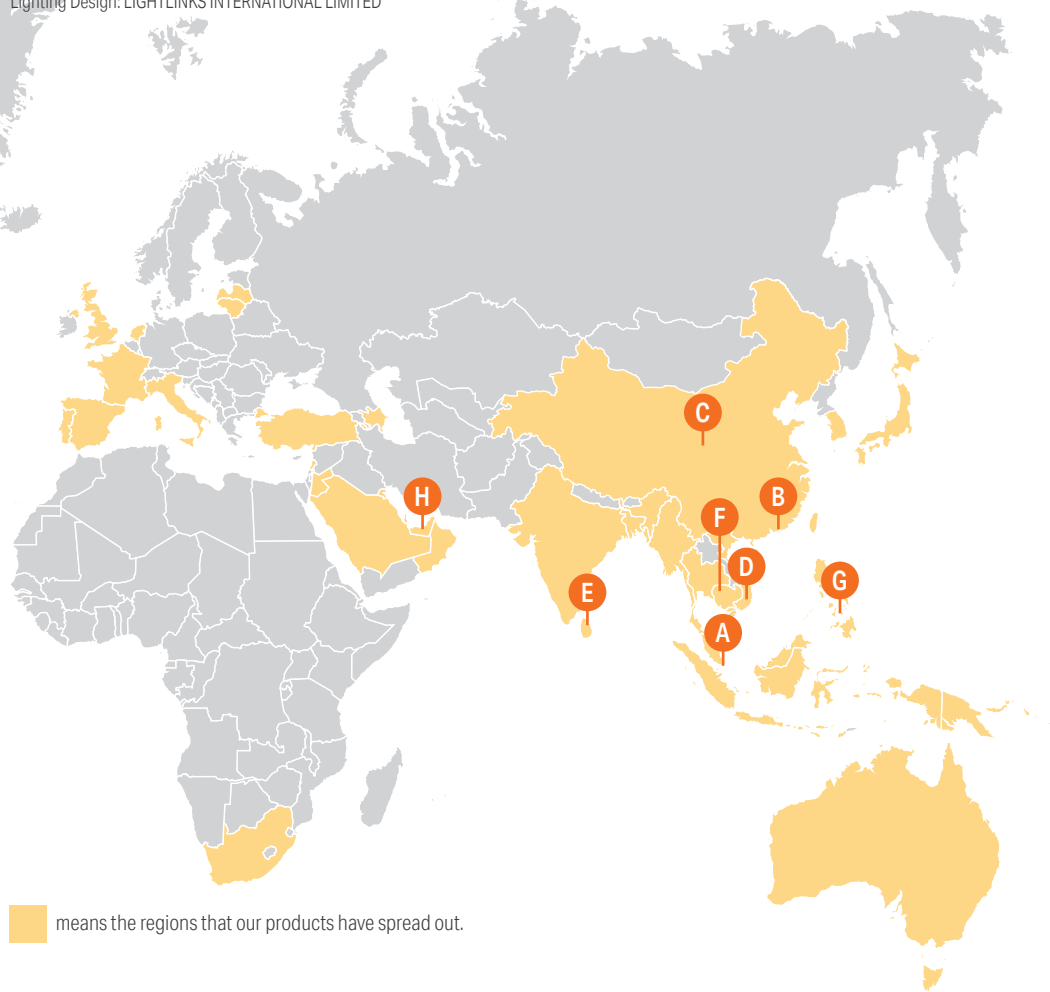 Lighting Design: LIGHTLINKS INTERNATIONAL LIMITED
C
H
B
F
D
G
E
A
means the regions that our products have spread out.